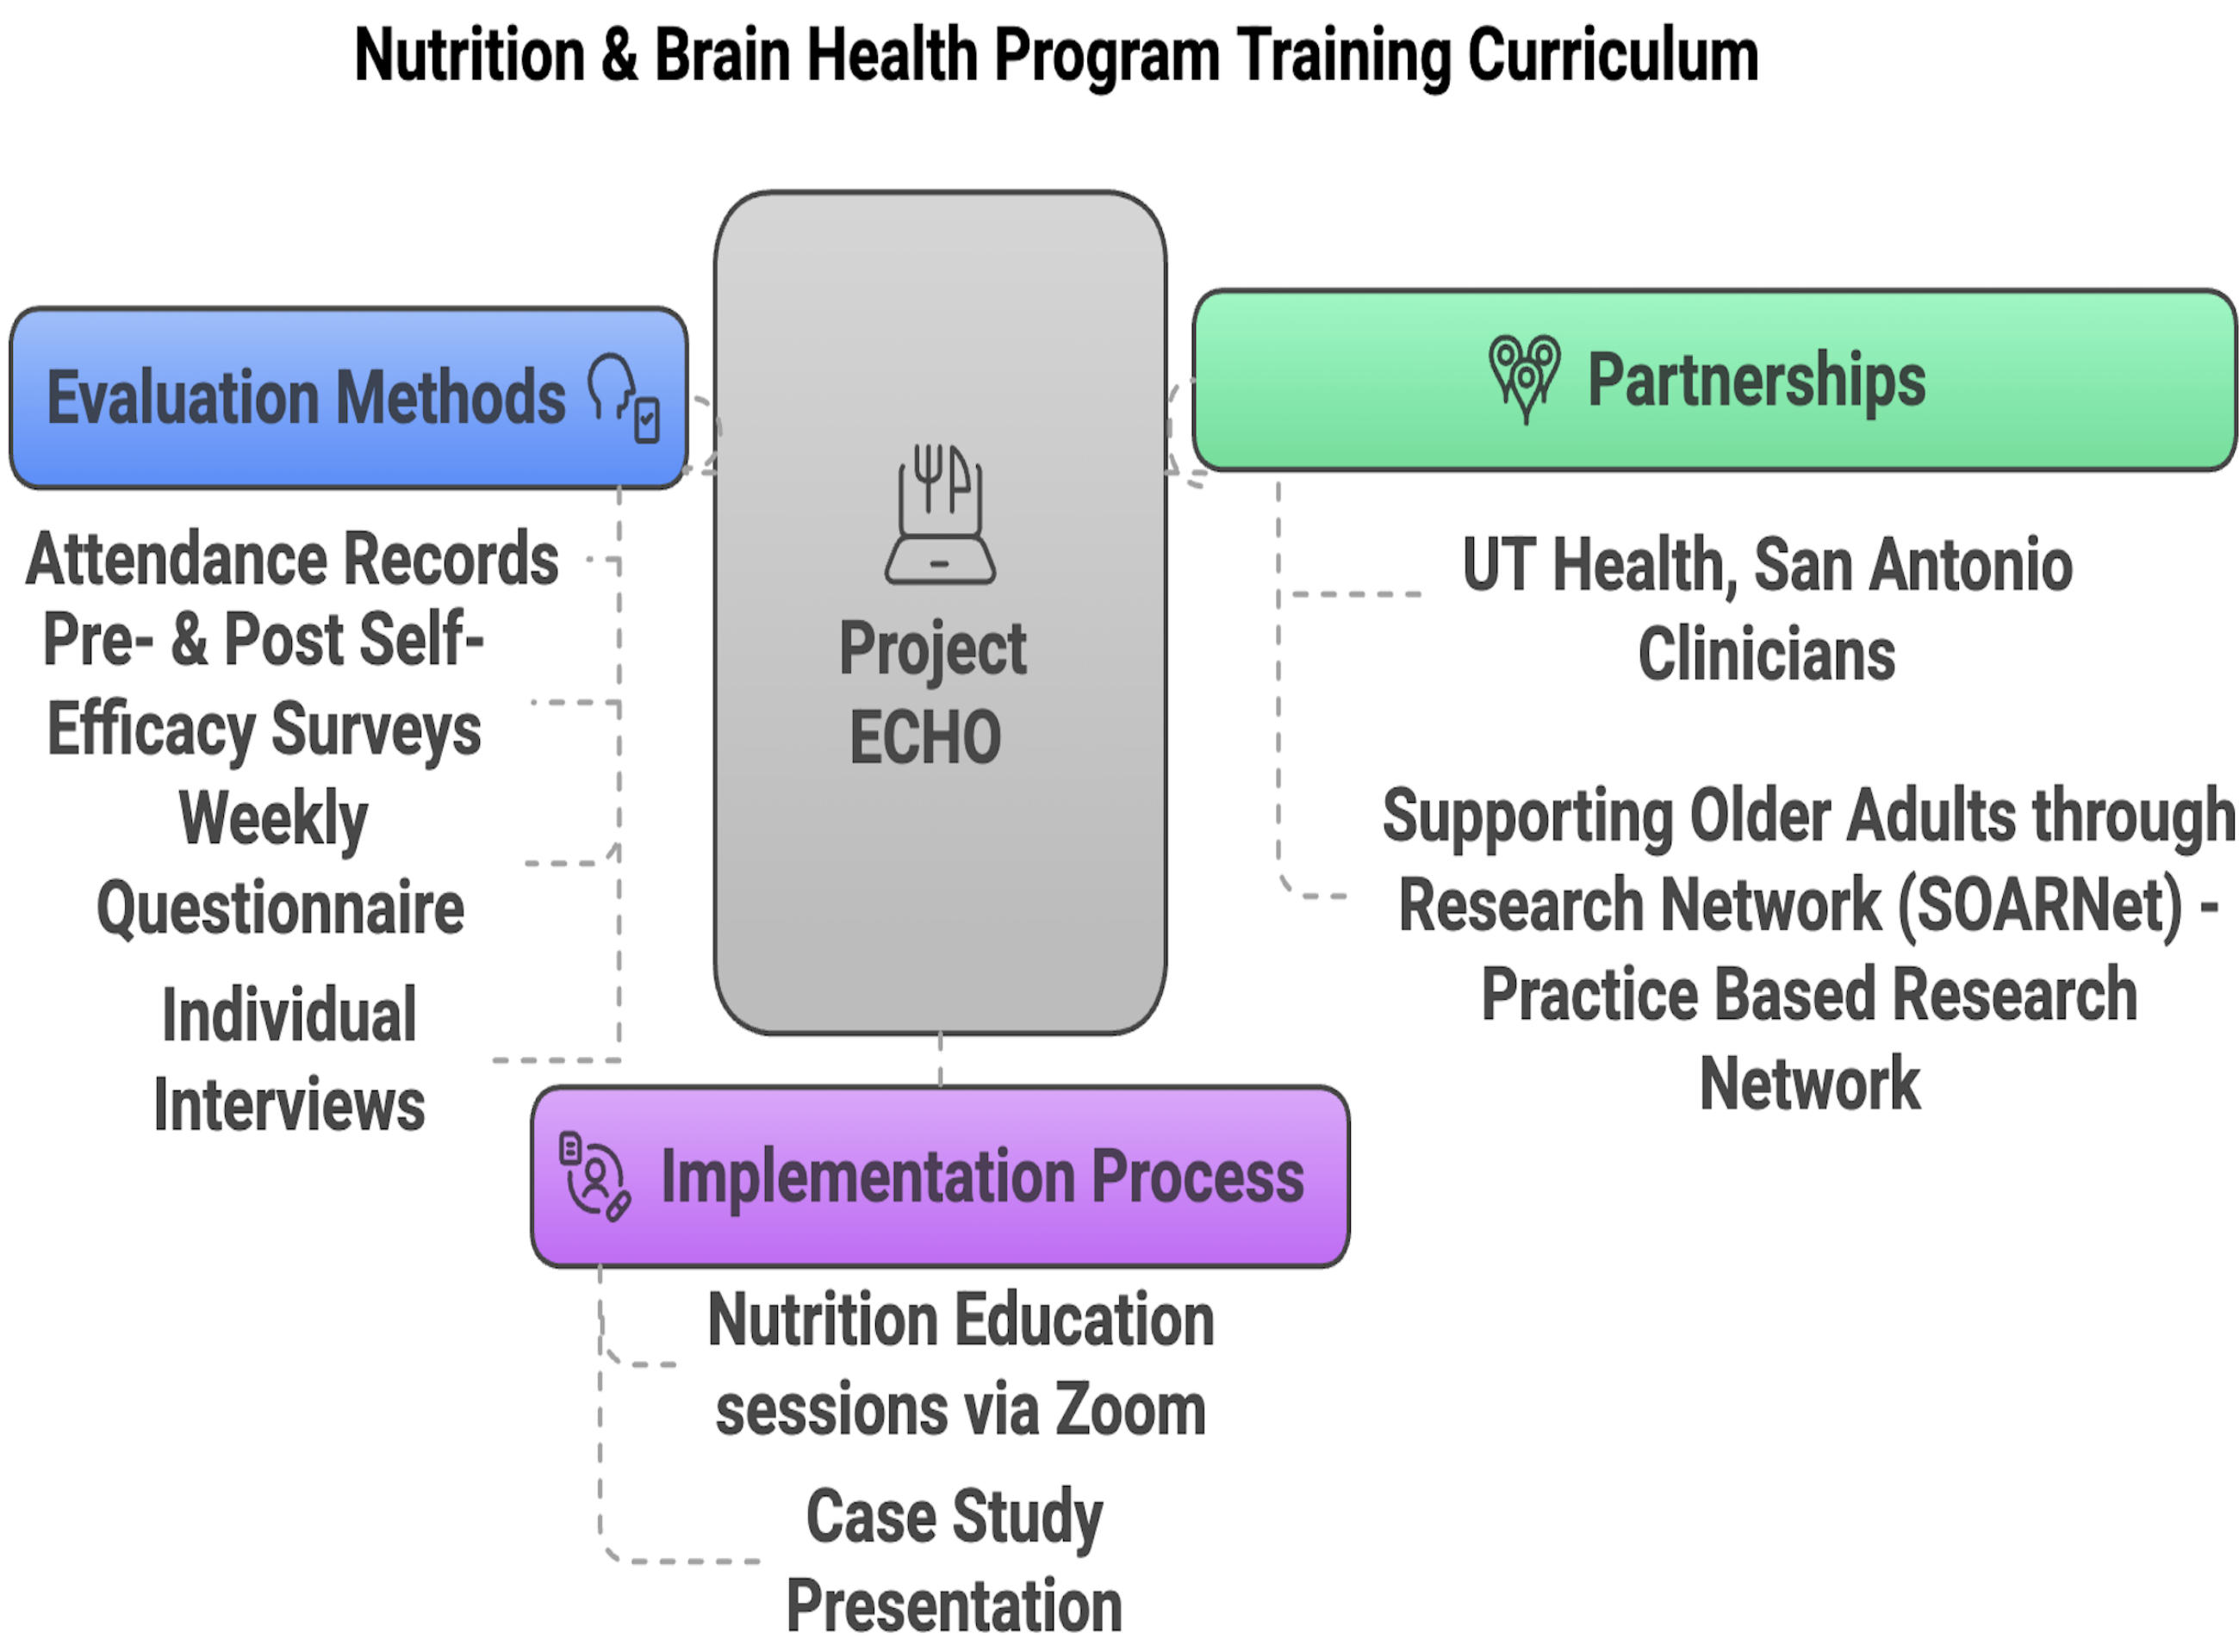 Nutrition & Brain Health Program Training Curriculum
Evaluation Methods
Attendance Records
Pre- & Post Self-
Efficacy Surveys
Weekly
Questionnaire
Individual
Interviews
Project
ECHO
Partnerships
UT Health, San Antonio
Clinicians
Supporting Older Adults through
Research Network (SOARNet) -
Practice Based Research
Network
Implementation Process
Nutrition Education
sessions via Zoom
Case Study
Presentation